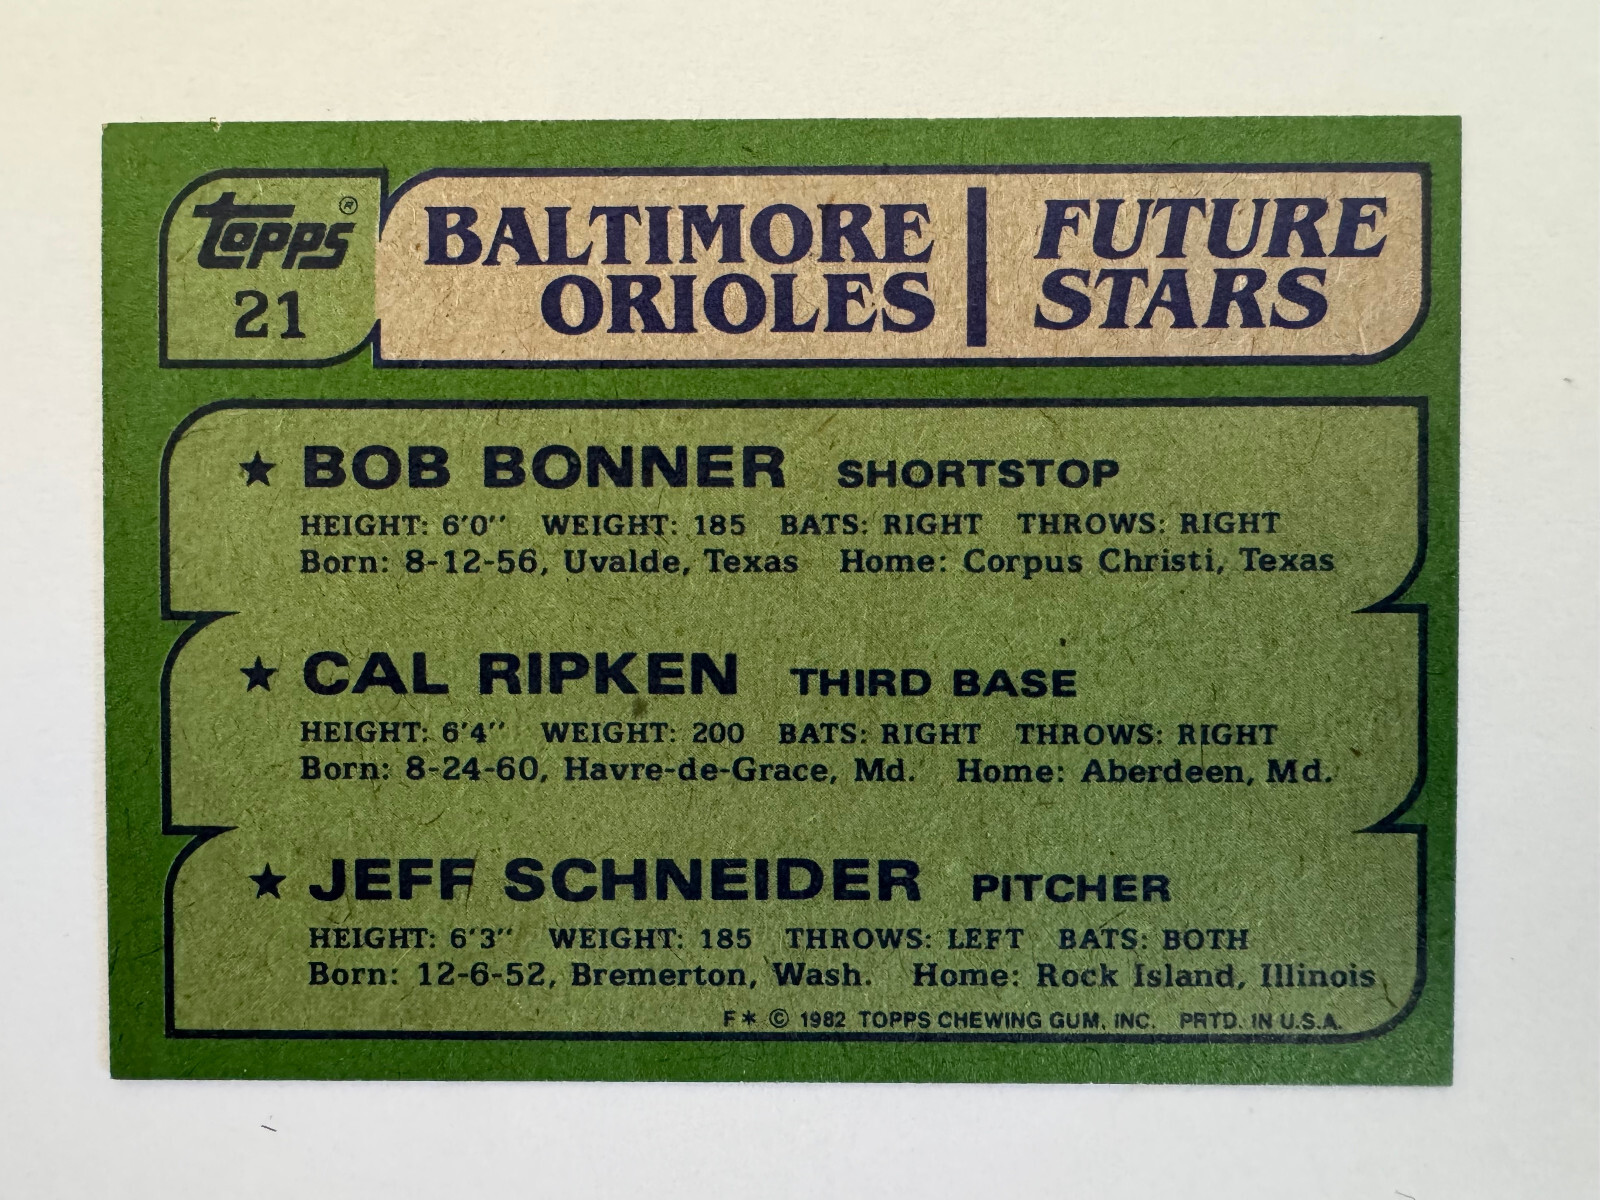 topps®
21
BALTIMORE
ORIOLES
FUTURE
STARS
★ BOB BONNER SHORTSTOP
HEIGHT: 6'0" WEIGHT: 185 BATS: RIGHT THROWS: RIGHT
Born: 8-12-56, Uvalde, Texas Home: Corpus Christi, Texas
★ CAL RIPKEN THIRD BASE
HEIGHT: 6'4" WEIGHT: 200 BATS: RIGHT THROWS: RIGHT
Born: 8-24-60, Havre-de-Grace, Md. Home: Aberdeen, Md.
★ JEFF SCHNEIDER PITCHER
HEIGHT: 6'3" WEIGHT: 185 THROWS: LEFT BATS: BOTH
Born: 12-6-52, Bremerton, Wash. Home: Rock Island, Illinois
F* © 1982 TOPPS CHEWING GUM, INC. PRTD. IN U.S.A.